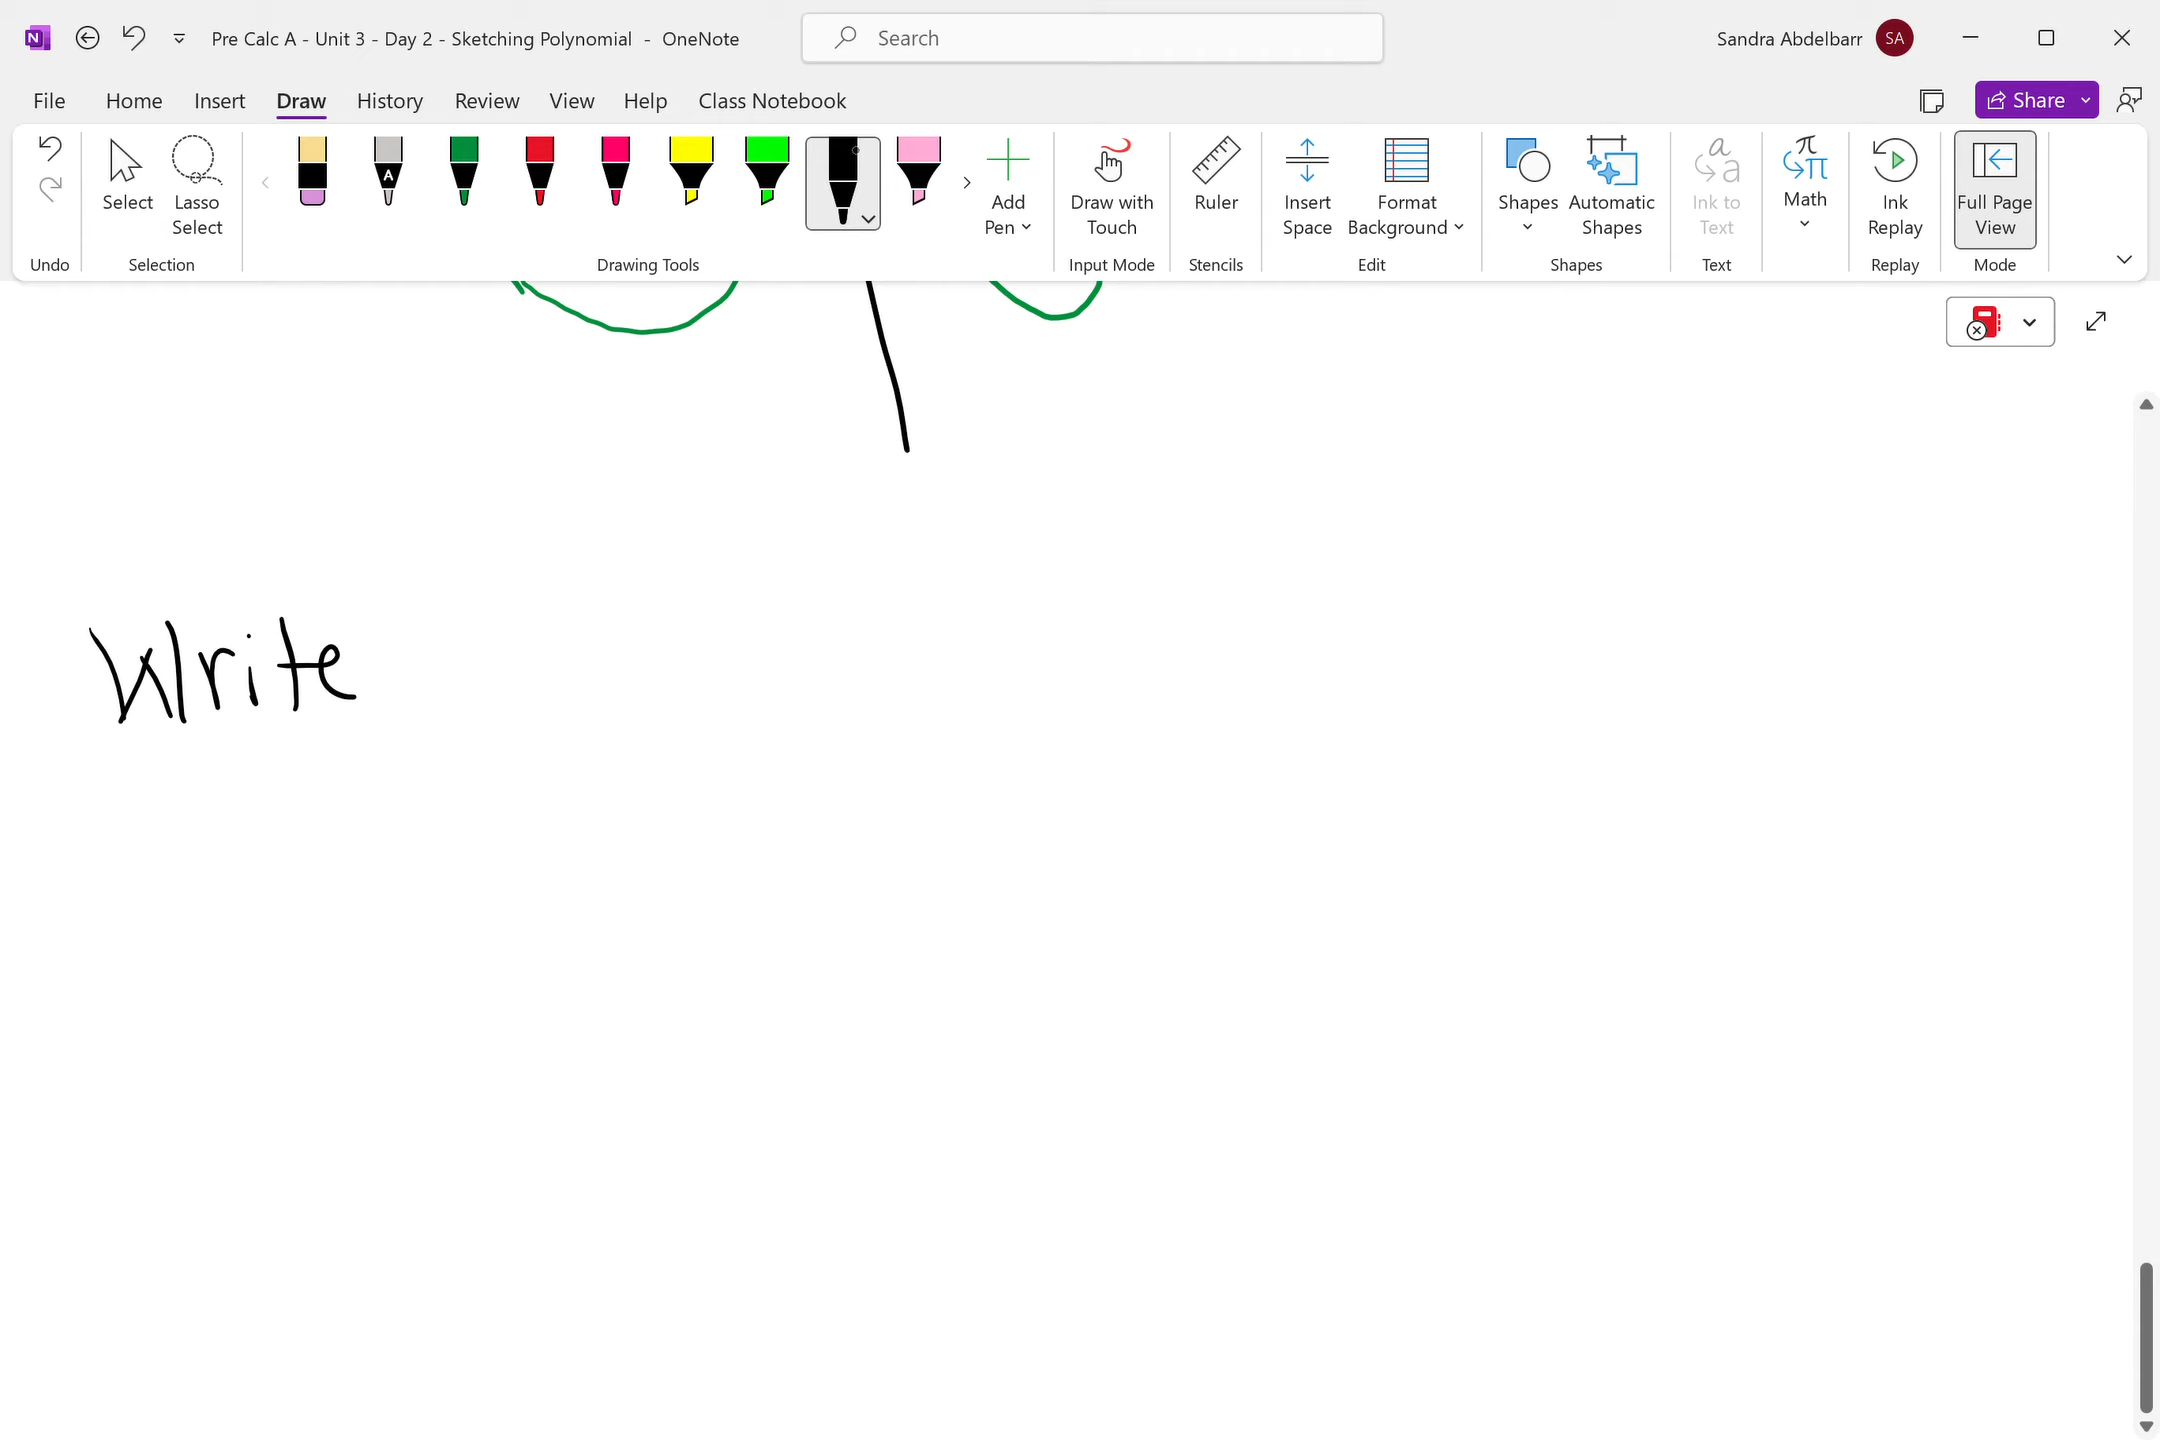 Pre Calc A - Unit 3 - Day 2 - Sketching Polynomial - OneNote
Search
Sandra Abdelbarr SA
File Home Insert Draw History Review View Help Class Notebook Share
Select
Lasso Select
A
Add Pen
Draw with Touch
Ruler
Insert Space
Format Background
Shapes
Automatic Shapes
Ink to Text
Math
Ink Replay
Full Page View
Undo Selection Drawing Tools Input Mode Stencils Edit Shapes Text Replay Mode
Write